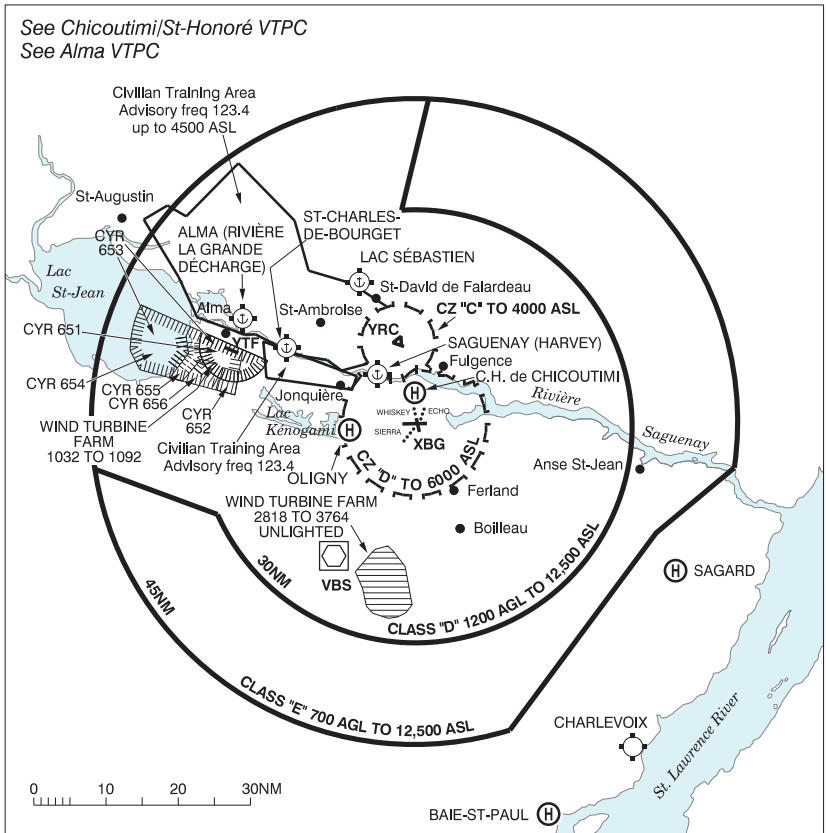 See Chicoutimi/St-Honoré VTPC
See Alma VTPC
Civilian Training Area
Advisory freq 123.4
up to 4500 ASL
St-Augustin
CYR
653
ALMA (RIVIÈRE
LA GRANDE
DÉCHARGE)
ST-CHARLES-
DE-BOURGET
LAC SÉBASTIEN
Lac
St-Jean
St-David de Falardeau
Alma
St-Ambroise
CZ "C" TO 4000 ASL
CYR 651
YTF
YRC
SAGUENAY (HARVEY)
Fulgence
CYR 654
CYR 655
CYR 656
CYR
652
Jonquière
H
C.H. de CHICOUTIMI
WHISKEY
ECHO
SIERRA
XBG
Rivière
Saguenay
Lac
Kénogami
H
WIND TURBINE
FARM
1032 TO 1092
Civilian Training Area
Advisory freq 123.4
OLIGNY
CZ "D" TO 6000 ASL
Anse St-Jean
WIND TURBINE FARM
2818 TO 3764
UNLIGHTED
Ferland
Boilleau
VBS
H SAGARD
30NM
45NM
CLASS "D" 1200 AGL TO 12,500 ASL
CLASS "E" 700 AGL TO 12,500 ASL
CHARLEVOIX
St. Lawrence River
0 10 20 30NM
BAIE-ST-PAUL H